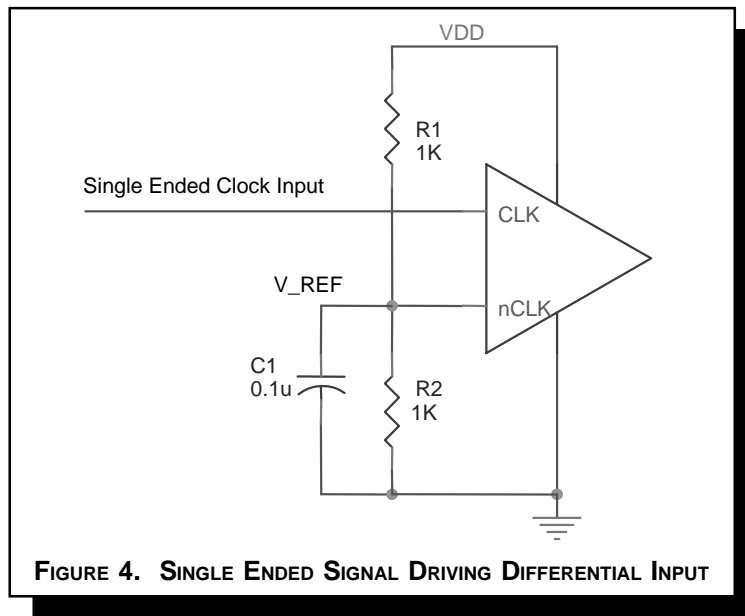 VDD
R1
1K
Single Ended Clock Input
CLK
V_REF
nCLK
C1
0.1u
R2
1K
FIGURE 4. SINGLE ENDED SIGNAL DRIVING DIFFERENTIAL INPUT